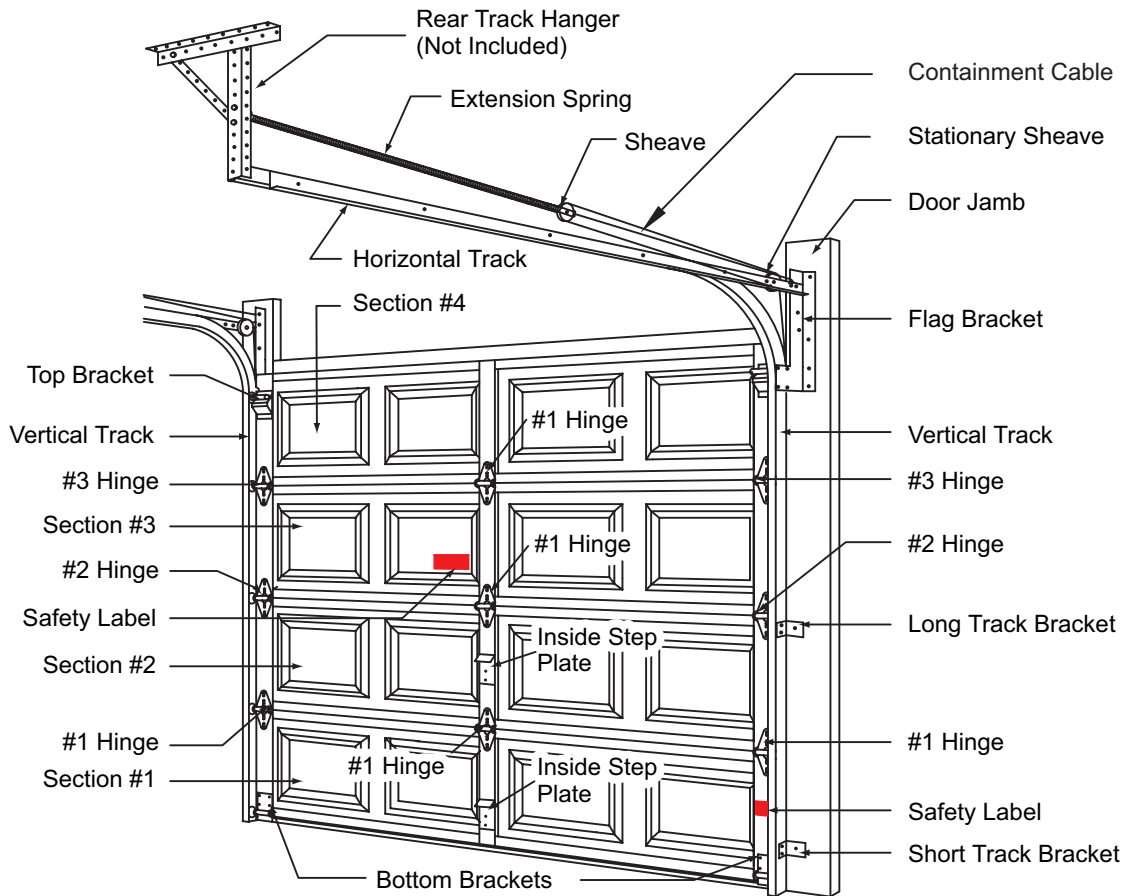 Rear Track Hanger
(Not Included)
Containment Cable
Extension Spring
Stationary Sheave
Sheave
Door Jamb
Horizontal Track
Section #4
Flag Bracket
Top Bracket
#1 Hinge
Vertical Track
Vertical Track
#3 Hinge
#3 Hinge
Section #3
#1 Hinge
#2 Hinge
#2 Hinge
Safety Label
Inside Step
Plate
Long Track Bracket
Section #2
#1 Hinge
#1 Hinge
#1 Hinge
Section #1
Inside Step
Plate
Safety Label
Short Track Bracket
Bottom Brackets